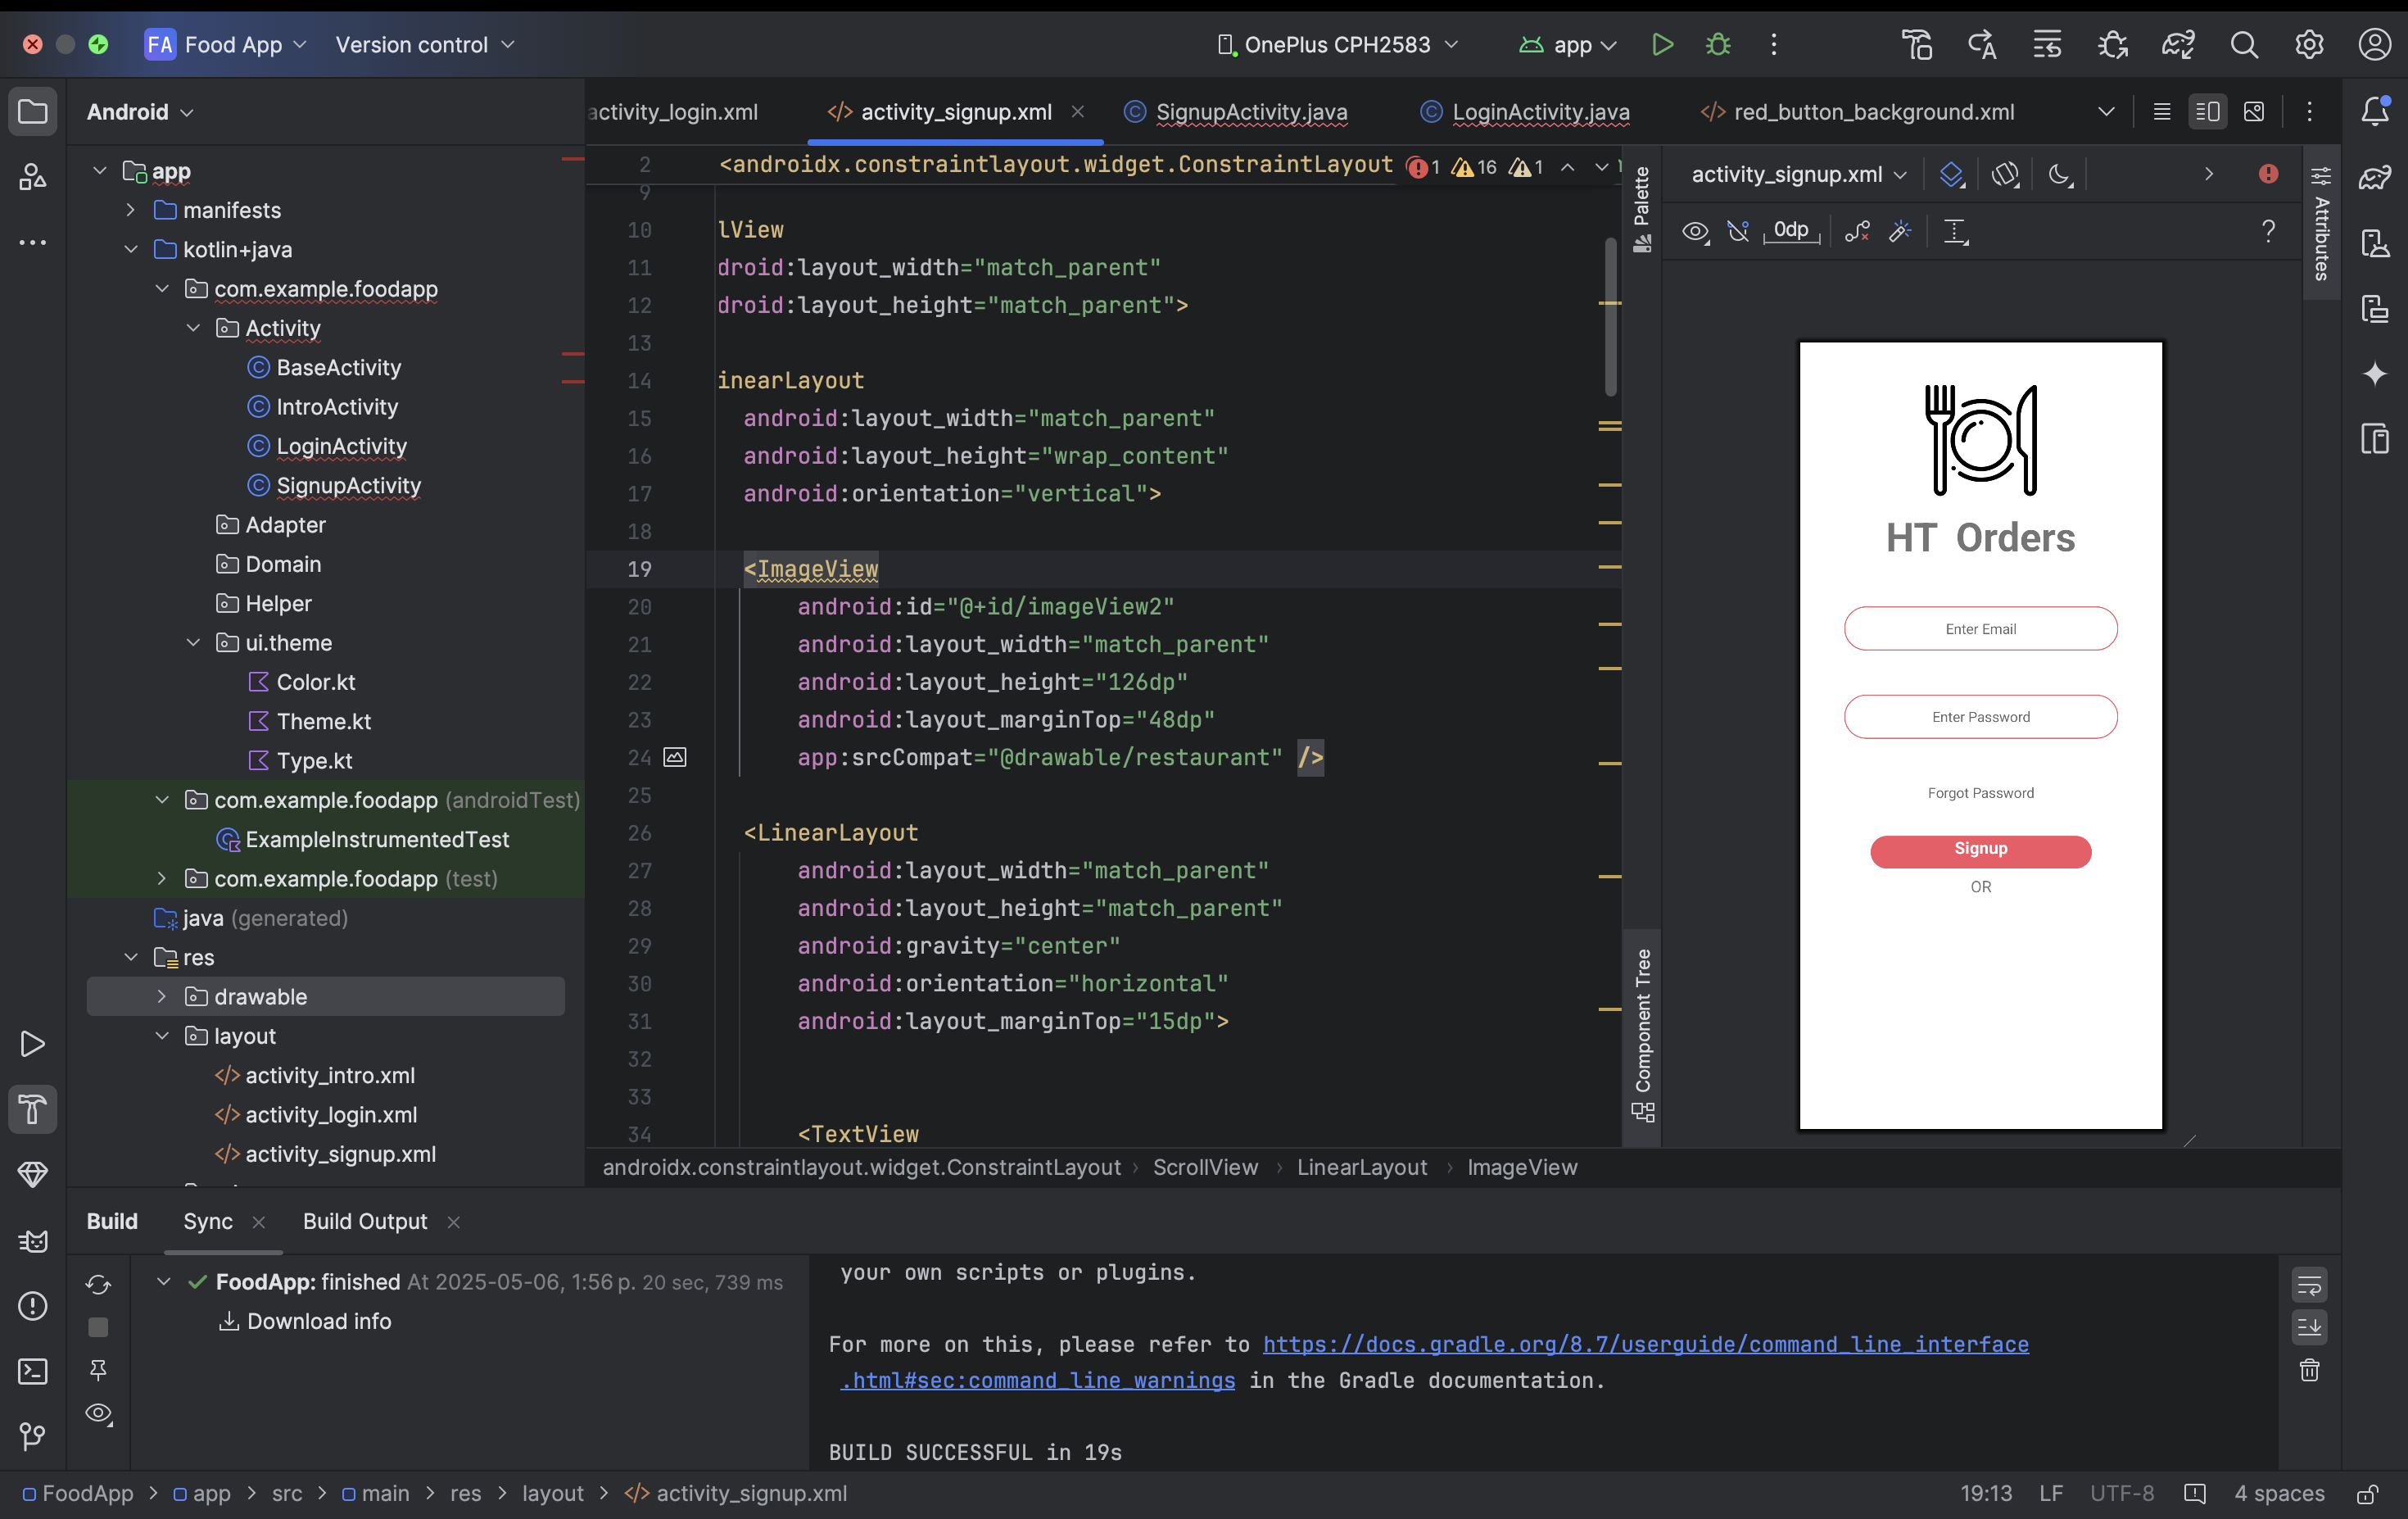 FA Food App Version control OnePlus CPH2583 app
Android
app
manifests
kotlin+java
com.example.foodapp
Activity
BaseActivity
IntroActivity
LoginActivity
SignupActivity
Adapter
Domain
Helper
ui.theme
Color.kt
Theme.kt
Type.kt
com.example.foodapp (androidTest)
ExampleInstrumentedTest
com.example.foodapp (test)
java (generated)
res
drawable
layout
activity_intro.xml
activity_login.xml
activity_signup.xml
activity_login.xml activity_signup.xml SignupActivity.java LoginActivity.java red_button_background.xml
2 <androidx.constraintlayout.widget.ConstraintLayout 1 16 1
9
10 lView
11 droid:layout_width="match_parent"
12 droid:layout_height="match_parent">
13
14 inearLayout
15 android:layout_width="match_parent"
16 android:layout_height="wrap_content"
17 android:orientation="vertical">
18
19 <ImageView
20 android:id="@+id/imageView2"
21 android:layout_width="match_parent"
22 android:layout_height="126dp"
23 android:layout_marginTop="48dp"
24 app:srcCompat="@drawable/restaurant" />
25
26 <LinearLayout
27 android:layout_width="match_parent"
28 android:layout_height="match_parent"
29 android:gravity="center"
30 android:orientation="horizontal"
31 android:layout_marginTop="15dp">
32
33
34 <TextView
androidx.constraintlayout.widget.ConstraintLayout ScrollView LinearLayout ImageView
Palette
Component Tree
activity_signup.xml
0dp ?
Attributes
HT Orders
Enter Email
Enter Password
Forgot Password
Signup
OR
Build Sync Build Output
FoodApp: finished At 2025-05-06, 1:56 p. 20 sec, 739 ms
Download info
your own scripts or plugins.
For more on this, please refer to https://docs.gradle.org/8.7/userguide/command_line_interface
.html#sec:command_line_warnings in the Gradle documentation.
BUILD SUCCESSFUL in 19s
FoodApp > app > src > main > res > layout > activity_signup.xml 19:13 LF UTF-8 4 spaces